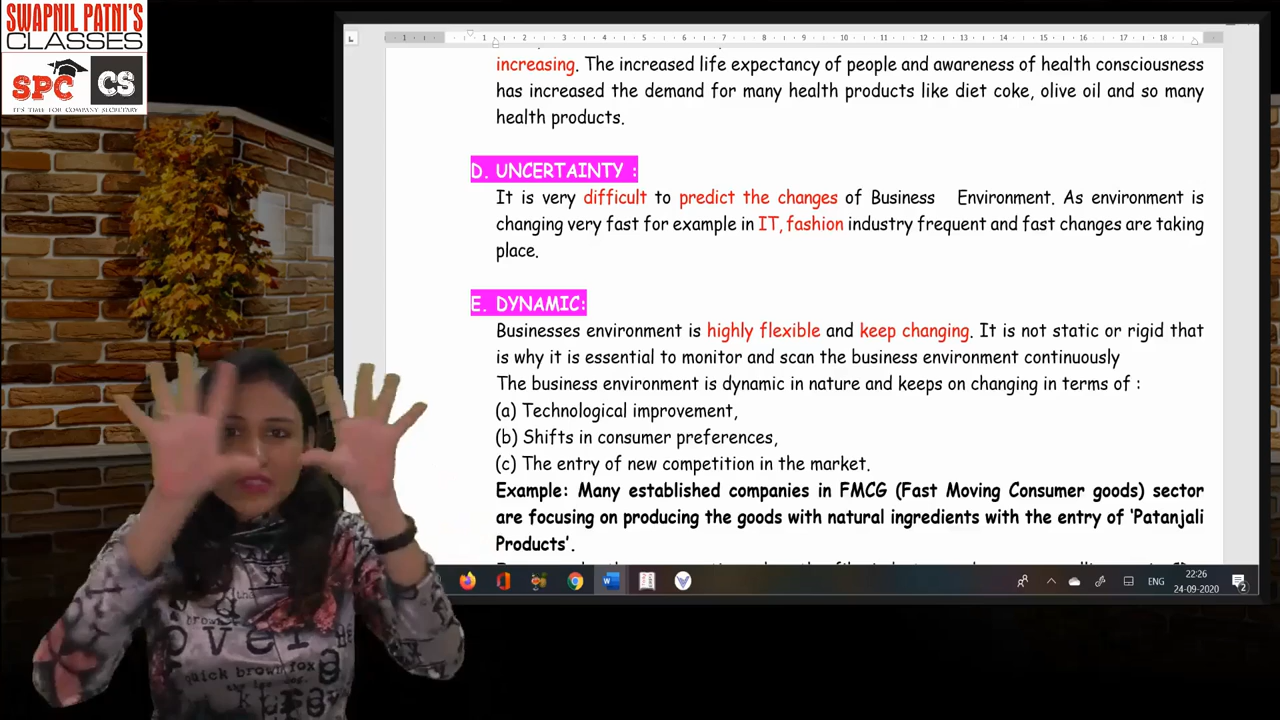 SWAPNIL PATNI'S
CLASSES
SPC CS
IT'S TIME FOR COMPANY SECRETARY
increasing. The increased life expectancy of people and awareness of health consciousness
has increased the demand for many health products like diet coke, olive oil and so many
health products.
D. UNCERTAINTY :
It is very difficult to predict the changes of Business Environment. As environment is
changing very fast for example in IT, fashion industry frequent and fast changes are taking
place.
E. DYNAMIC:
Businesses environment is highly flexible and keep changing. It is not static or rigid that
is why it is essential to monitor and scan the business environment continuously
The business environment is dynamic in nature and keeps on changing in terms of :
(a) Technological improvement,
(b) Shifts in consumer preferences,
(c) The entry of new competition in the market.
Example: Many established companies in FMCG (Fast Moving Consumer goods) sector
are focusing on producing the goods with natural ingredients with the entry of 'Patanjali
Products'.
ENG
22:26
24-09-2020
2
over
quick brown fox